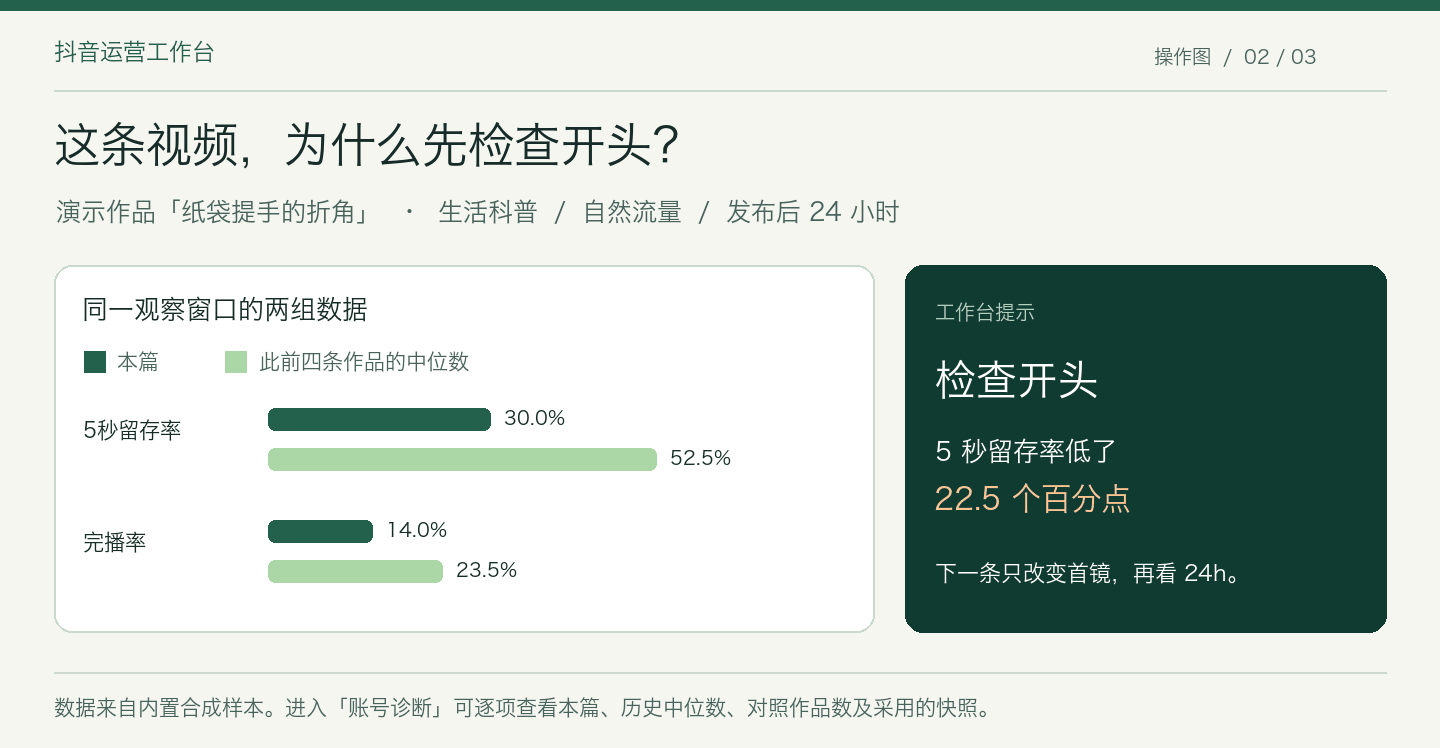 抖音运营工作台
操作图 / 02 / 03
这条视频，为什么先检查开头？
演示作品「纸袋提手的折角」 · 生活科普 / 自然流量 / 发布后 24 小时
同一观察窗口的两组数据
本篇
此前四条作品的中位数
5秒留存率
30.0%
52.5%
完播率
14.0%
23.5%
工作台提示
检查开头
5 秒留存率低了
22.5 个百分点
下一条只改变首镜，再看 24h。
数据来自内置合成样本。进入「账号诊断」可逐项查看本篇、历史中位数、对照作品数及采用的快照。